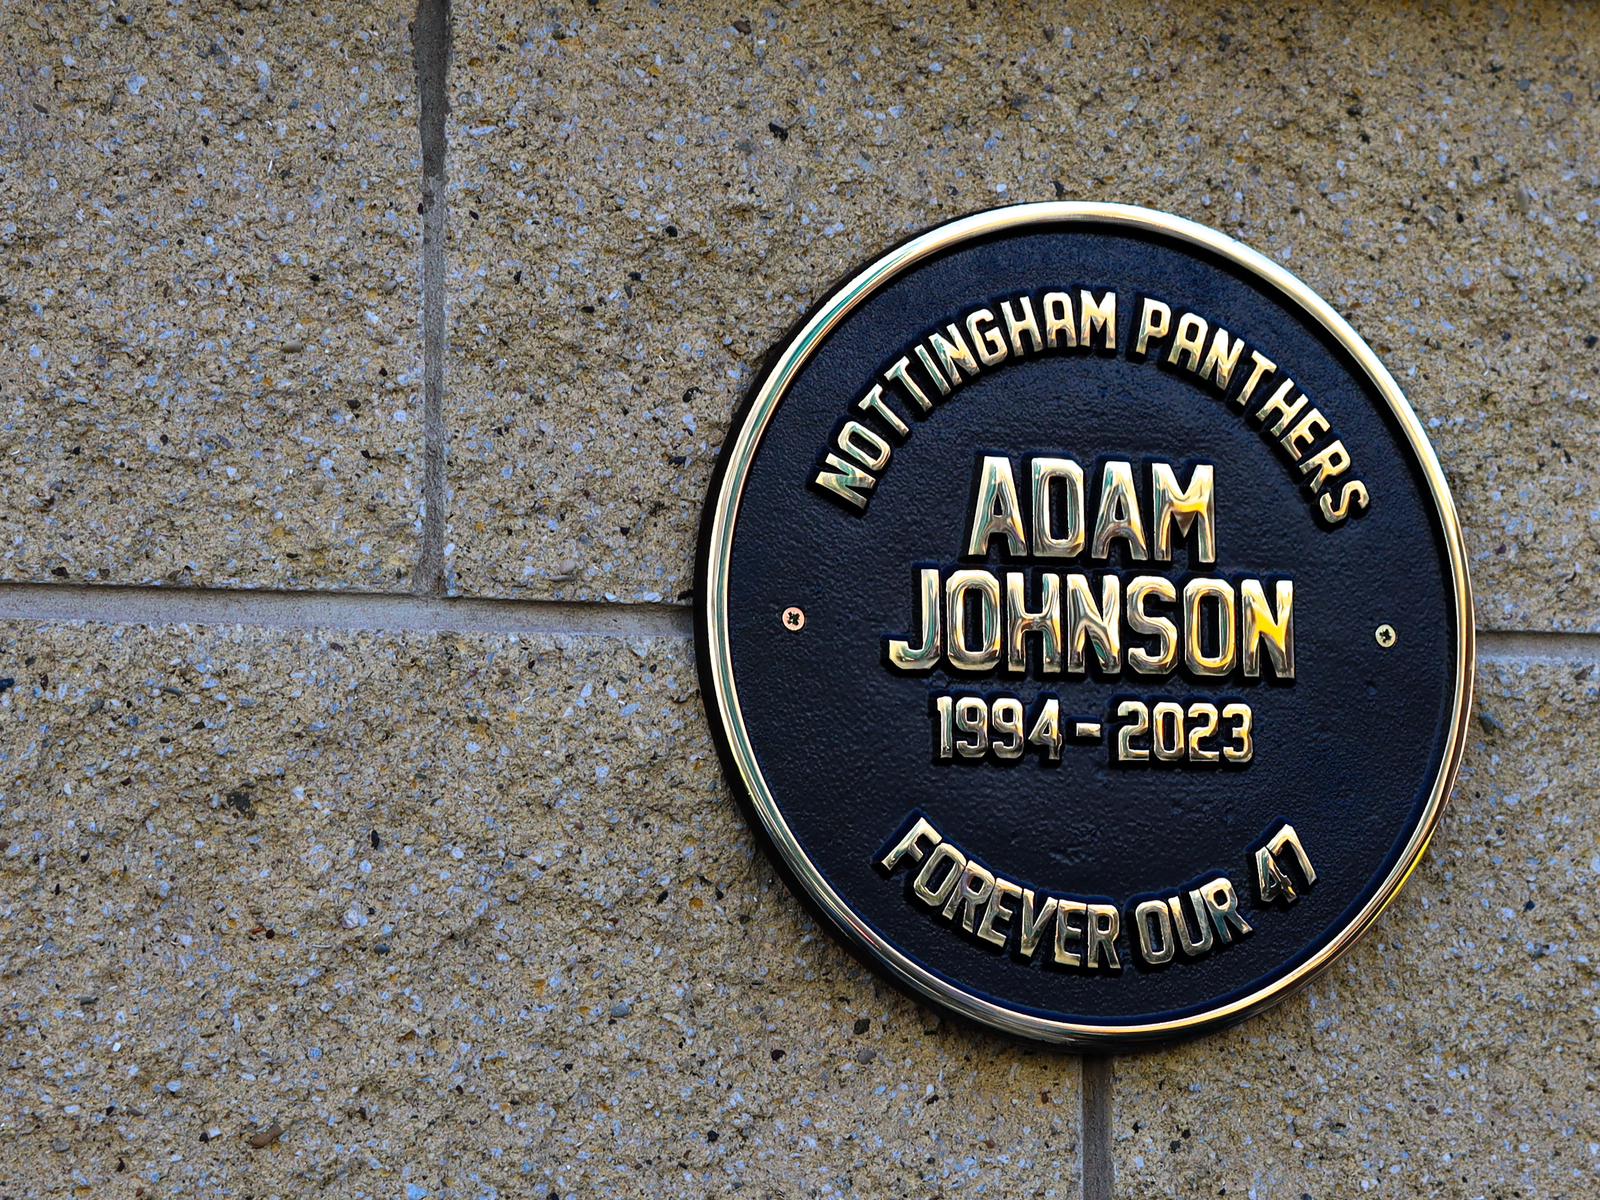 NOTTINGHAM PANTHERS
ADAM
JOHNSON
1994-2023
FOREVER OUR 47